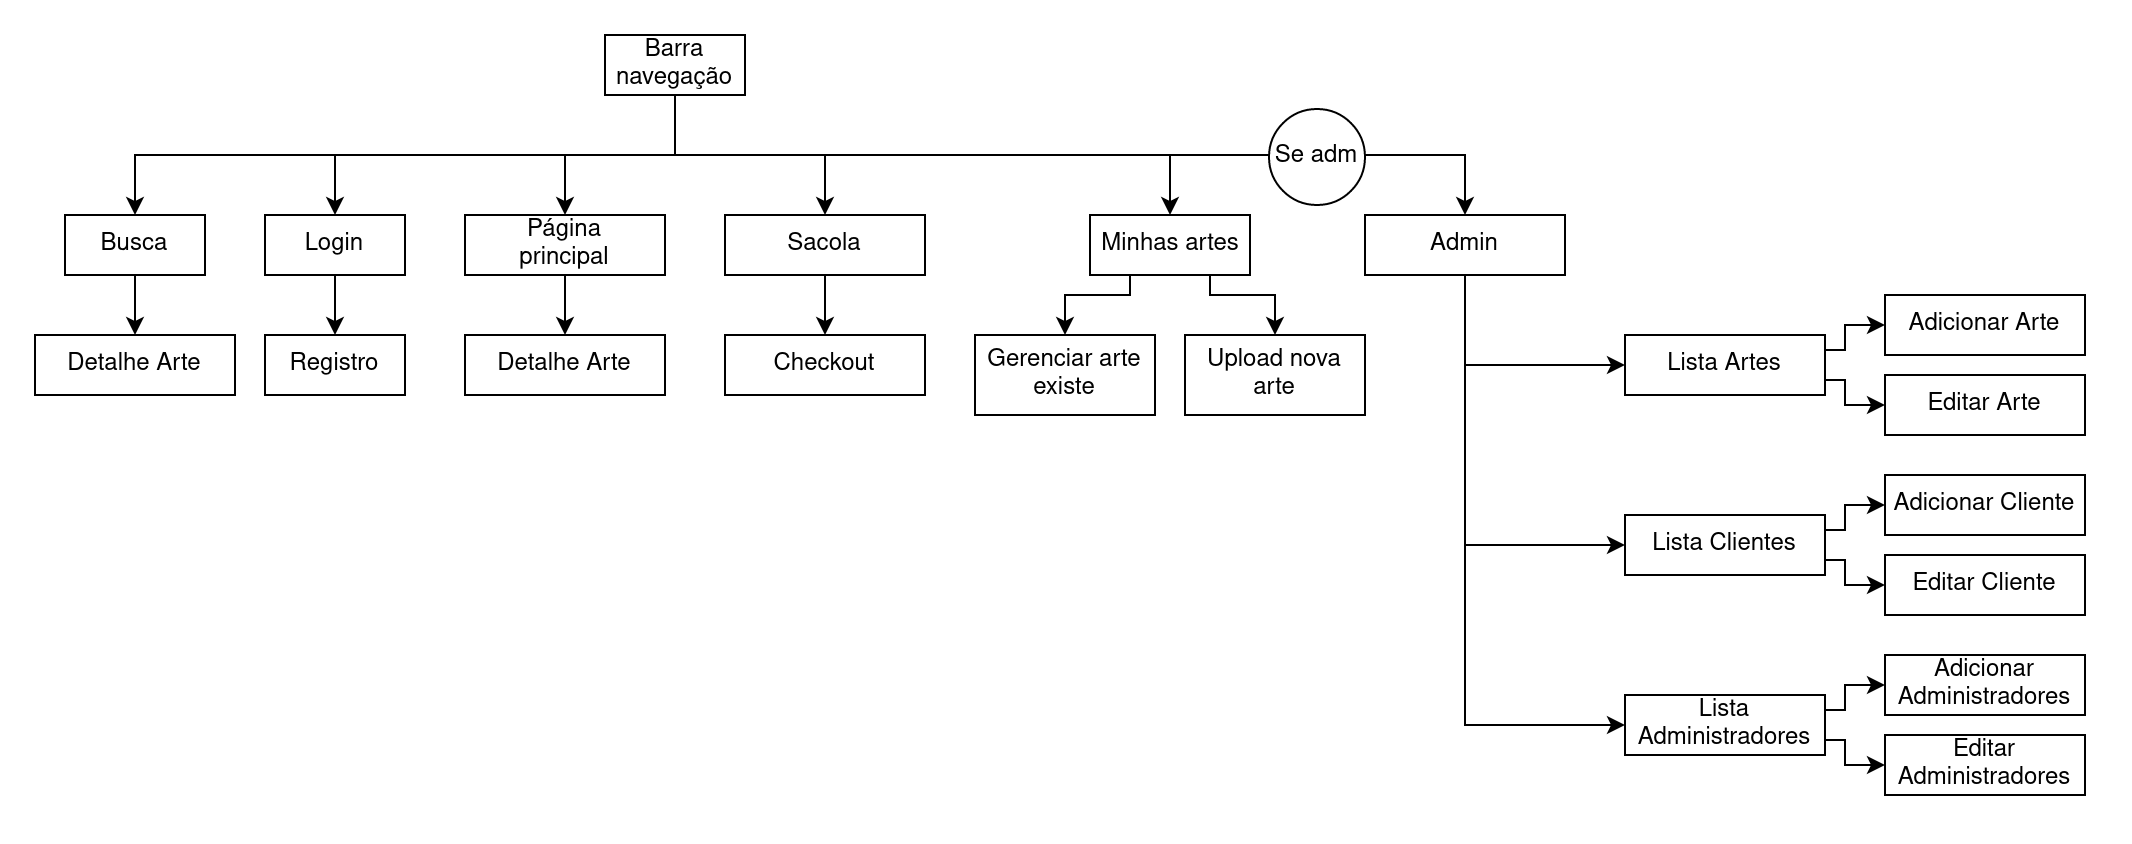 Barra
navegação
Se adm
Busca
Login
Página
principal
Sacola
Minhas artes
Admin
Detalhe Arte
Registro
Detalhe Arte
Checkout
Gerenciar arte
existe
Upload nova
arte
Lista Artes
Adicionar Arte
Editar Arte
Lista Clientes
Adicionar Cliente
Editar Cliente
Lista
Administradores
Adicionar
Administradores
Editar
Administradores